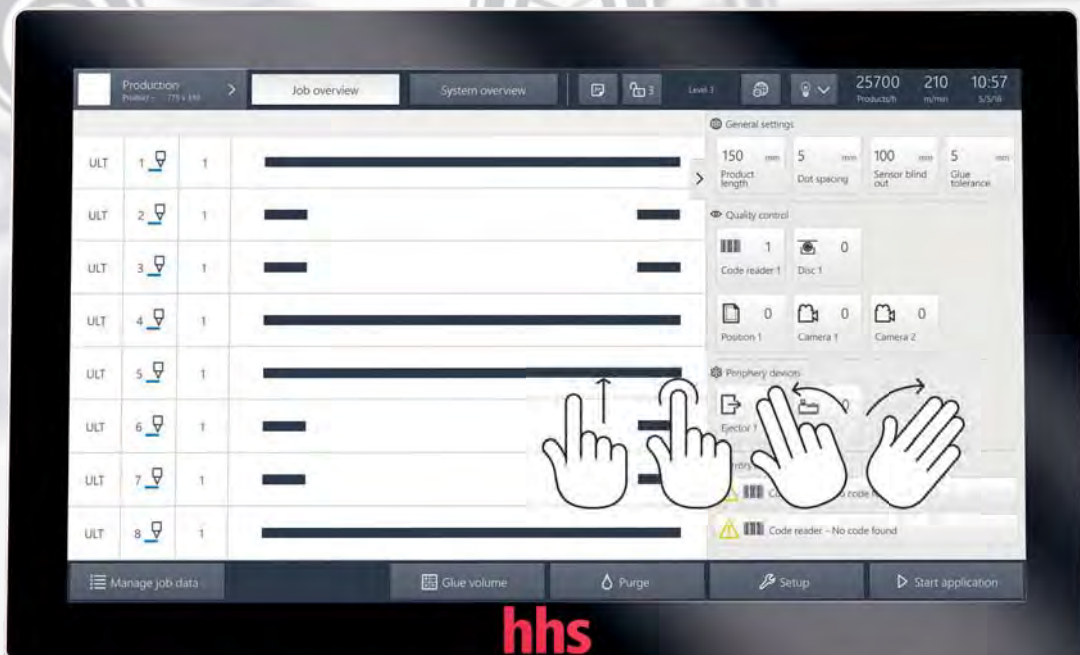 Production
Job overview
System overview
3
Level 3
25700
Products/h
210
m/min
10:57
5/5/16
ULT 1 1
ULT 2 1
ULT 3 1
ULT 4 1
ULT 5 1
ULT 6 1
ULT 7 1
ULT 8 1
General settings
150 mm
Product length
5 mm
Dot spacing
100 mm
Sensor blind out
5 mm
Glue tolerance
Quality control
1
Code reader 1
0
Disc 1
0
Position 1
0
Camera 1
0
Camera 2
Periphery devices
Ejector 1
0
Code reader – No code found
Manage job data
Glue volume
Purge
Setup
Start application
hhs